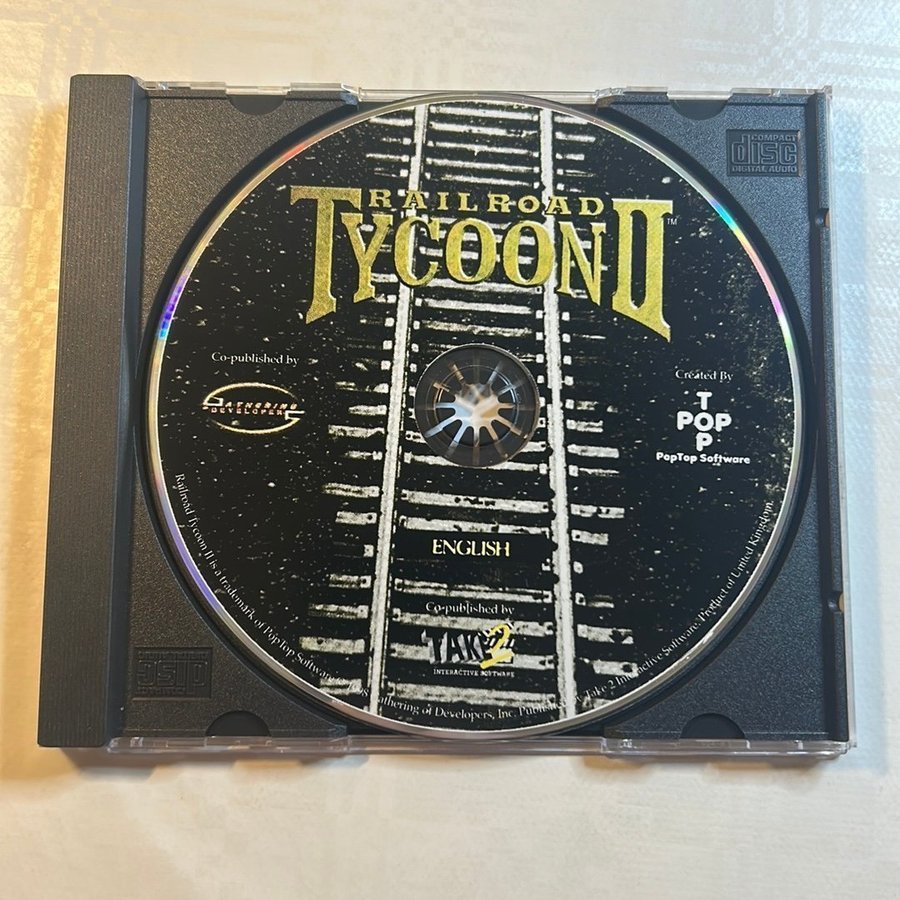 COMPACT
disc
DIGITAL AUDIO
RAILROAD
TYCOON II™
Co-published by
GATHERING
DEVELOPERS
Created By
T
POP
P
PopTop Software
ENGLISH
Co-published by
TAKE 2
INTERACTIVE SOFTWARE
Railroad Tycoon II is a trademark of PopTop Software Gathering of Developers, Inc. Take 2 Interactive Software. Product of United Kingdom